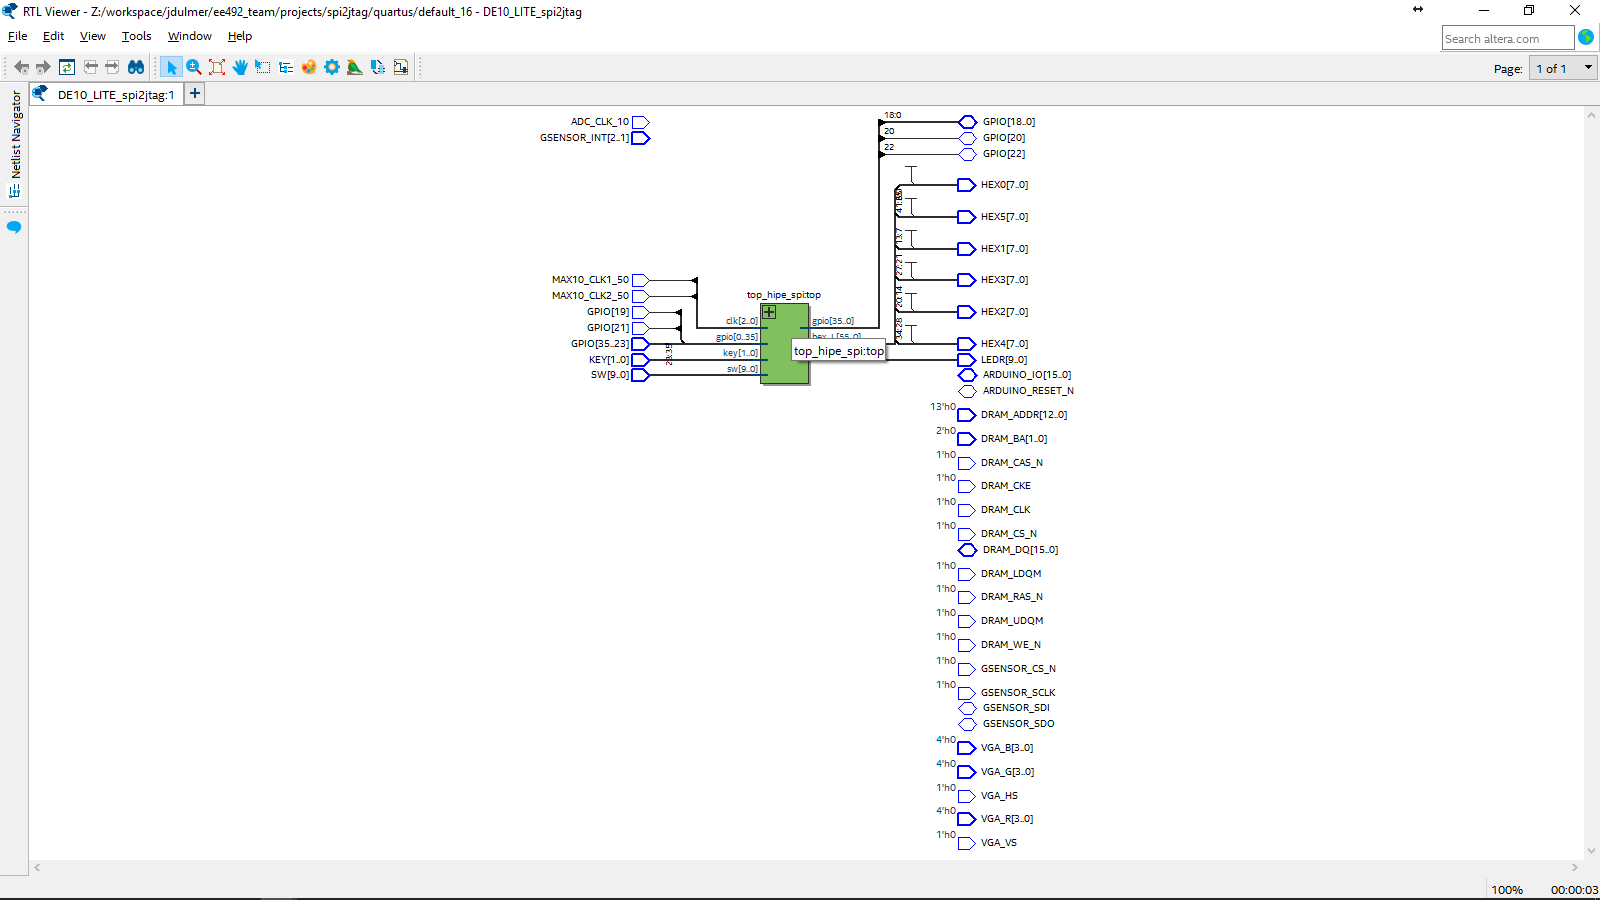 RTL Viewer - Z:/workspace/jdulmer/ee492_team/projects/spi2jtag/quartus/default_16 - DE10_LITE_spi2jtag
File Edit View Tools Window Help
Search altera.com
Page: 1 of 1
Netlist Navigator
DE10_LITE_spi2jtag:1
ADC_CLK_10
GSENSOR_INT[2..1]
MAX10_CLK1_50
MAX10_CLK2_50
GPIO[19]
GPIO[21]
GPIO[35..23]
KEY[1..0]
SW[9..0]
top_hipe_spi:top
clk[2..0]
gpio[0..35]
key[1..0]
sw[9..0]
gpio[35..0]
top_hipe_spi:top
18:0
20
22
13:7
27:21
20:14
34:28
GPIO[18..0]
GPIO[20]
GPIO[22]
HEX0[7..0]
HEX5[7..0]
HEX1[7..0]
HEX3[7..0]
HEX2[7..0]
HEX4[7..0]
LEDR[9..0]
ARDUINO_IO[15..0]
ARDUINO_RESET_N
13'h0 DRAM_ADDR[12..0]
2'h0 DRAM_BA[1..0]
1'h0 DRAM_CAS_N
1'h0 DRAM_CKE
1'h0 DRAM_CLK
1'h0 DRAM_CS_N
DRAM_DQ[15..0]
1'h0 DRAM_LDQM
1'h0 DRAM_RAS_N
1'h0 DRAM_UDQM
1'h0 DRAM_WE_N
1'h0 GSENSOR_CS_N
1'h0 GSENSOR_SCLK
GSENSOR_SDI
GSENSOR_SDO
4'h0 VGA_B[3..0]
4'h0 VGA_G[3..0]
1'h0 VGA_HS
4'h0 VGA_R[3..0]
1'h0 VGA_VS
100% 00:00:03